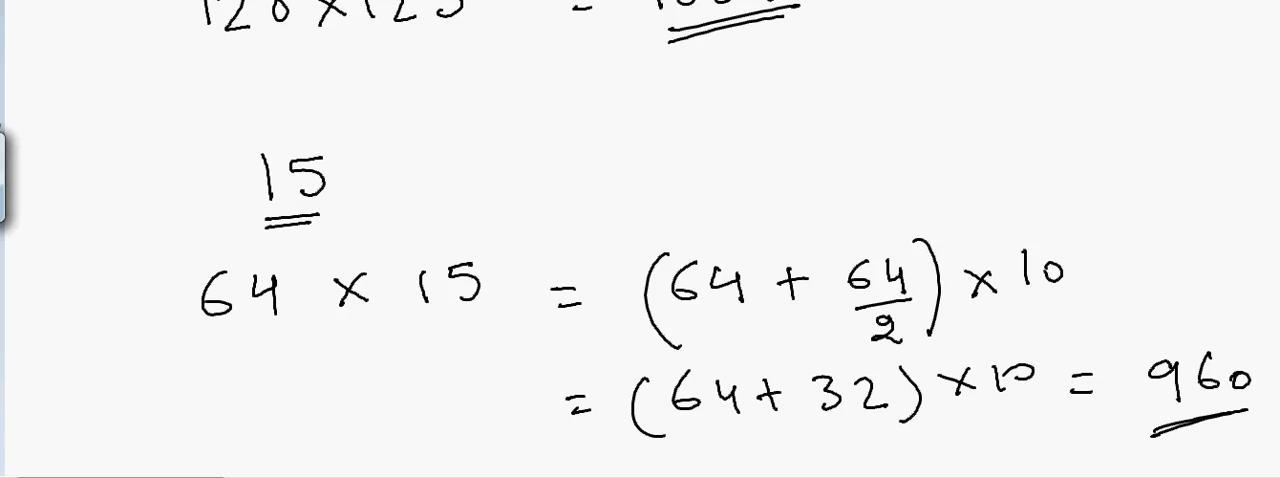 15
64 × 15 = (64 + 64/2) × 10
= (64 + 32) × 10 = 960